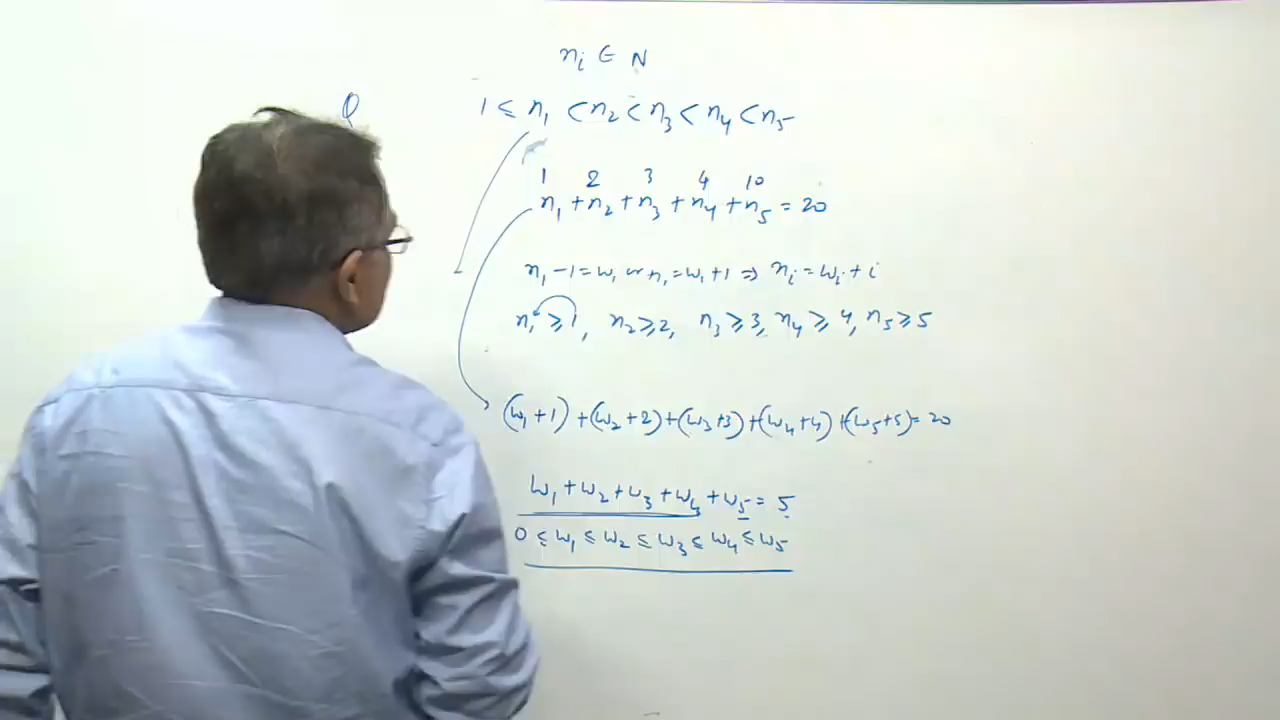 n_i ∈ N
Q 1 ≤ n₁ < n₂ < n₃ < n₄ < n₅
1 2 3 4 10
n₁ + n₂ + n₃ + n₄ + n₅ = 20
n₁ - 1 = w₁ or n₁ = w₁ + 1 ⇒ n_i = w_i + i
n₁ ≥ 1, n₂ ≥ 2, n₃ ≥ 3, n₄ ≥ 4, n₅ ≥ 5
(w₁ + 1) + (w₂ + 2) + (w₃ + 3) + (w₄ + 4) + (w₅ + 5) = 20
w₁ + w₂ + w₃ + w₄ + w₅ = 5
0 ≤ w₁ ≤ w₂ ≤ w₃ ≤ w₄ ≤ w₅